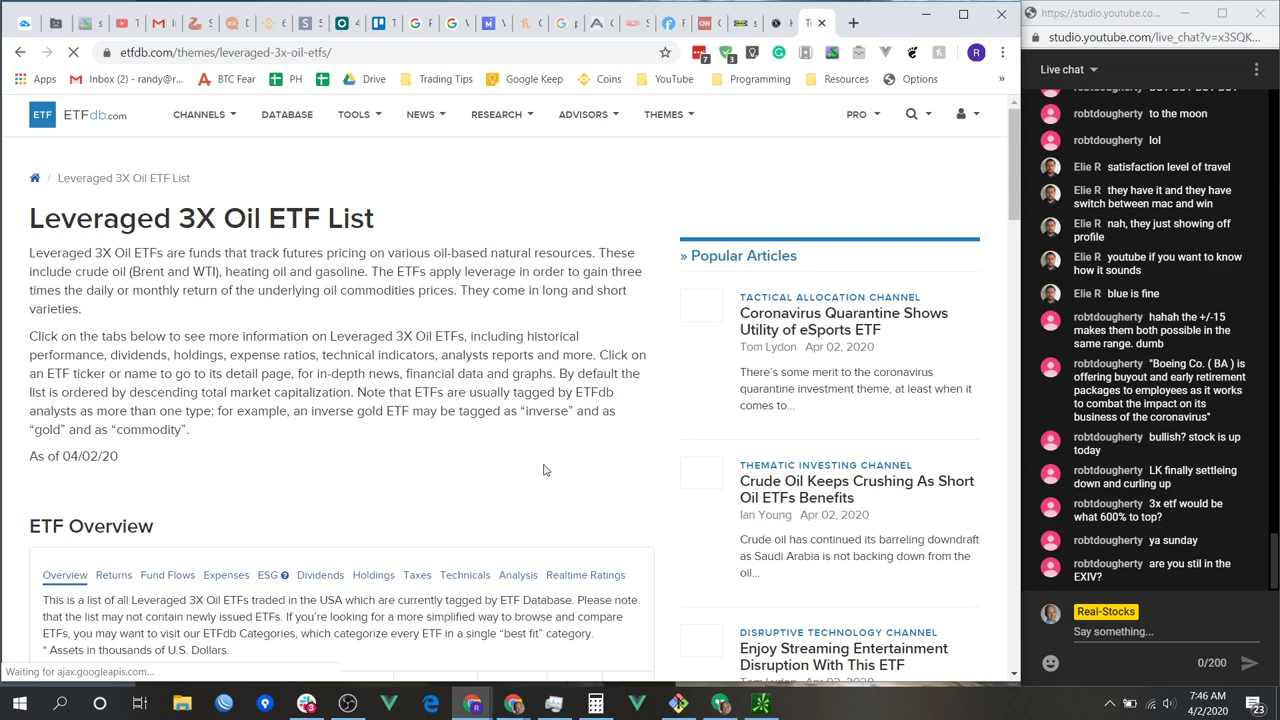 https://studio.youtube.co...
etfdb.com/themes/leveraged-3x-oil-etfs/
studio.youtube.com/live_chat?v=x3SQK...
Apps
Inbox (2) - randy@r...
BTC Fear
PH
Drive
Trading Tips
Google Keep
Coins
YouTube
Programming
Resources
Options
»
Live chat
ETF ETFdb.com
CHANNELS
DATABASE
TOOLS
NEWS
RESEARCH
ADVISORS
THEMES
PRO
/ Leveraged 3X Oil ETF List
Leveraged 3X Oil ETF List
Leveraged 3X Oil ETFs are funds that track futures pricing on various oil-based natural resources. These
include crude oil (Brent and WTI), heating oil and gasoline. The ETFs apply leverage in order to gain three
times the daily or monthly return of the underlying oil commodities prices. They come in long and short
varieties.
Click on the tabs below to see more information on Leveraged 3X Oil ETFs, including historical
performance, dividends, holdings, expense ratios, technical indicators, analysts reports and more. Click on
an ETF ticker or name to go to its detail page, for in-depth news, financial data and graphs. By default the
list is ordered by descending total market capitalization. Note that ETFs are usually tagged by ETFdb
analysts as more than one type; for example, an inverse gold ETF may be tagged as “inverse” and as
“gold” and as “commodity”.
As of 04/02/20
ETF Overview
Overview Returns Fund Flows Expenses ESG Dividends Holdings Taxes Technicals Analysis Realtime Ratings
This is a list of all Leveraged 3X Oil ETFs traded in the USA which are currently tagged by ETF Database. Please note
that the list may not contain newly issued ETFs. If you’re looking for a more simplified way to browse and compare
ETFs, you may want to visit our ETFdb Categories, which categorize every ETF in a single “best fit” category.
* Assets in thousands of U.S. Dollars.
Waiting for ajax.googleapis.com...
» Popular Articles
TACTICAL ALLOCATION CHANNEL
Coronavirus Quarantine Shows
Utility of eSports ETF
Tom Lydon Apr 02, 2020
There’s some merit to the coronavirus
quarantine investment theme, at least when it
comes to...
THEMATIC INVESTING CHANNEL
Crude Oil Keeps Crushing As Short
Oil ETFs Benefits
Ian Young Apr 02, 2020
Crude oil has continued its barreling downdraft
as Saudi Arabia is not backing down from the
oil...
DISRUPTIVE TECHNOLOGY CHANNEL
Enjoy Streaming Entertainment
Disruption With This ETF
Tom Lydon Apr 02, 2020
robtdougherty to the moon
robtdougherty lol
Elie R satisfaction level of travel
Elie R they have it and they have
switch between mac and win
Elie R nah, they just showing off
profile
Elie R youtube if you want to know
how it sounds
Elie R blue is fine
robtdougherty hahah the +/-15
makes them both possible in the
same range. dumb
robtdougherty "Boeing Co. ( BA ) is
offering buyout and early retirement
packages to employees as it works
to combat the impact on its
business of the coronavirus"
robtdougherty bullish? stock is up
today
robtdougherty LK finally settleing
down and curling up
robtdougherty 3x etf would be
what 600% to top?
robtdougherty ya sunday
robtdougherty are you stil in the
EXIV?
Real-Stocks
Say something...
0/200
7:46 AM
4/2/2020
23